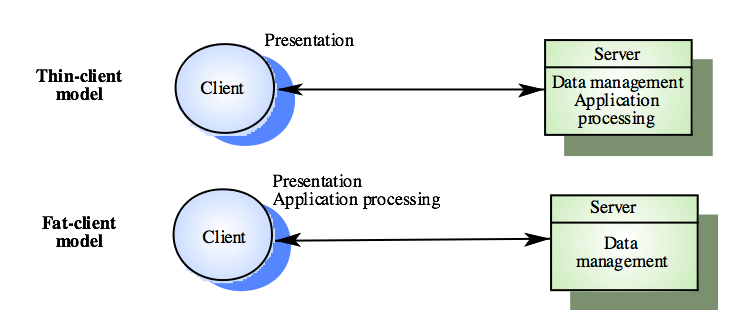 Thin-client
model
Presentation
Client
Server
Data management
Application
processing
Fat-client
model
Presentation
Application processing
Client
Server
Data
management